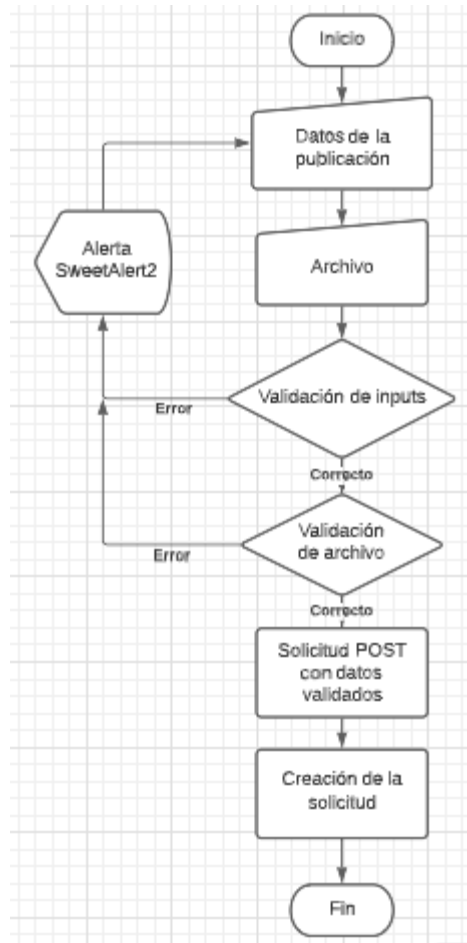 Inicio
Datos de la
publicación
Alerta
SweetAlert2
Archivo
Validación de inputs
Error
Correcto
Validación
de archivo
Error
Correcto
Solicitud POST
con datos
validados
Creación de la
solicitud
Fin